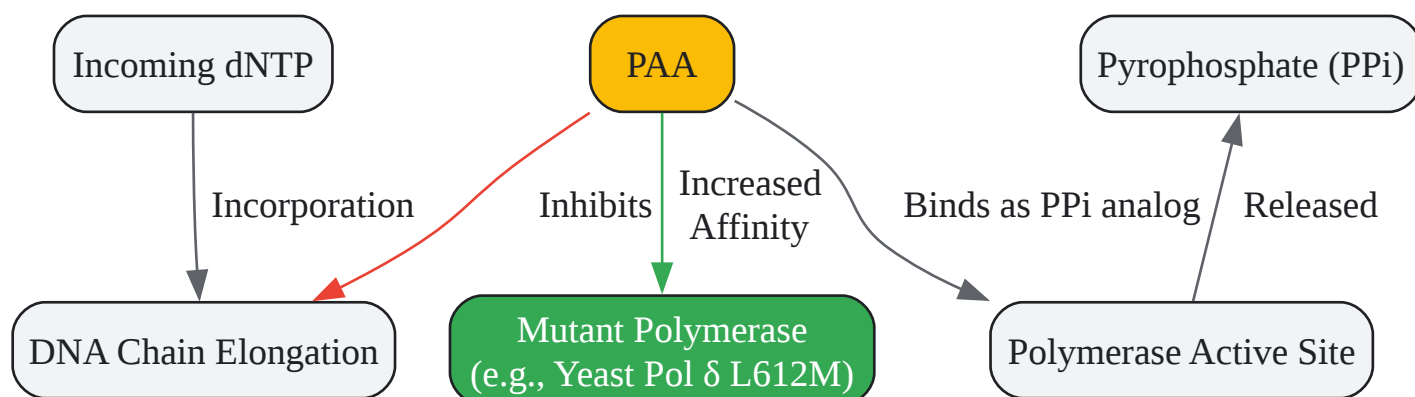 Incoming dNTP
PAA
Pyrophosphate (PPi)
Incorporation
Inhibits
Increased
Affinity
Binds as PPi analog
Released
DNA Chain Elongation
Mutant Polymerase
(e.g., Yeast Pol δ L612M)
Polymerase Active Site